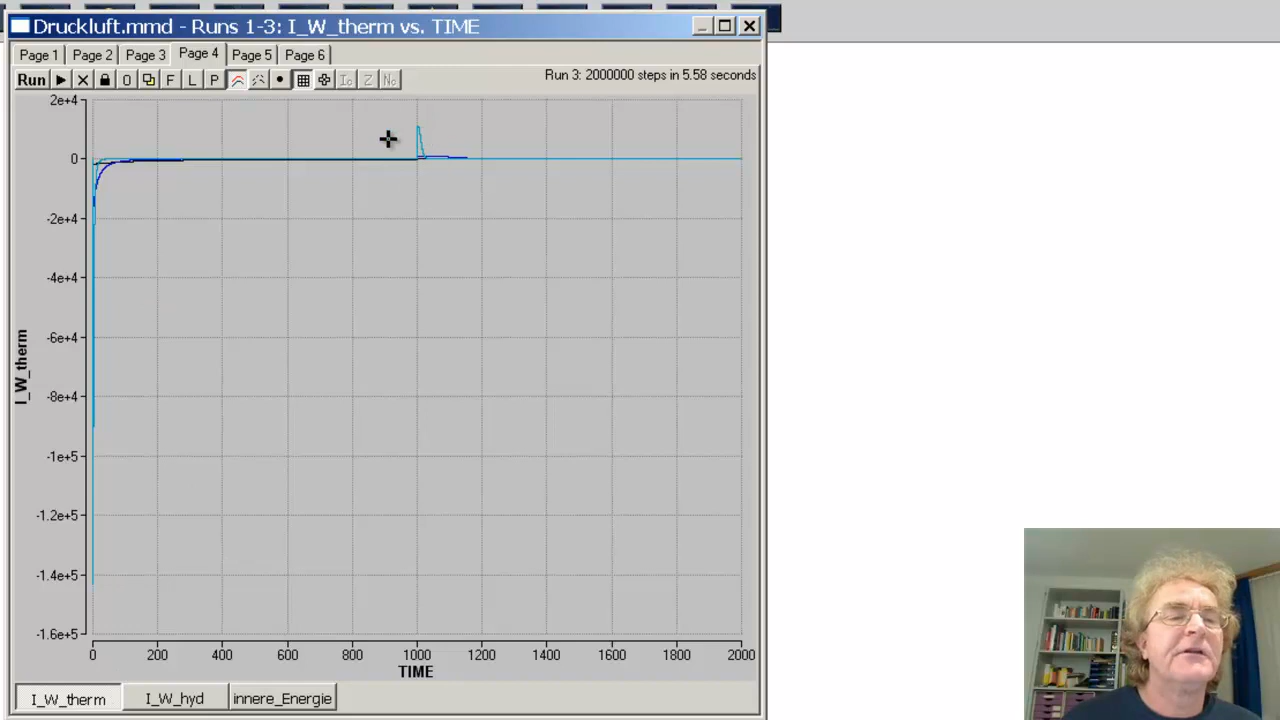 Druckluft.mmd - Runs 1-3: I_W_therm vs. TIME
Page 1 Page 2 Page 3 Page 4 Page 5 Page 6
Run X 0 F L P Z
Run 3: 2000000 steps in 5.58 seconds
2e+4
0
-2e+4
-4e+4
-6e+4
-8e+4
-1e+5
-1.2e+5
-1.4e+5
-1.6e+5
I_W_therm
0 200 400 600 800 1000 1200 1400 1600 1800 2000
TIME
I_W_therm I_W_hyd innere_Energie